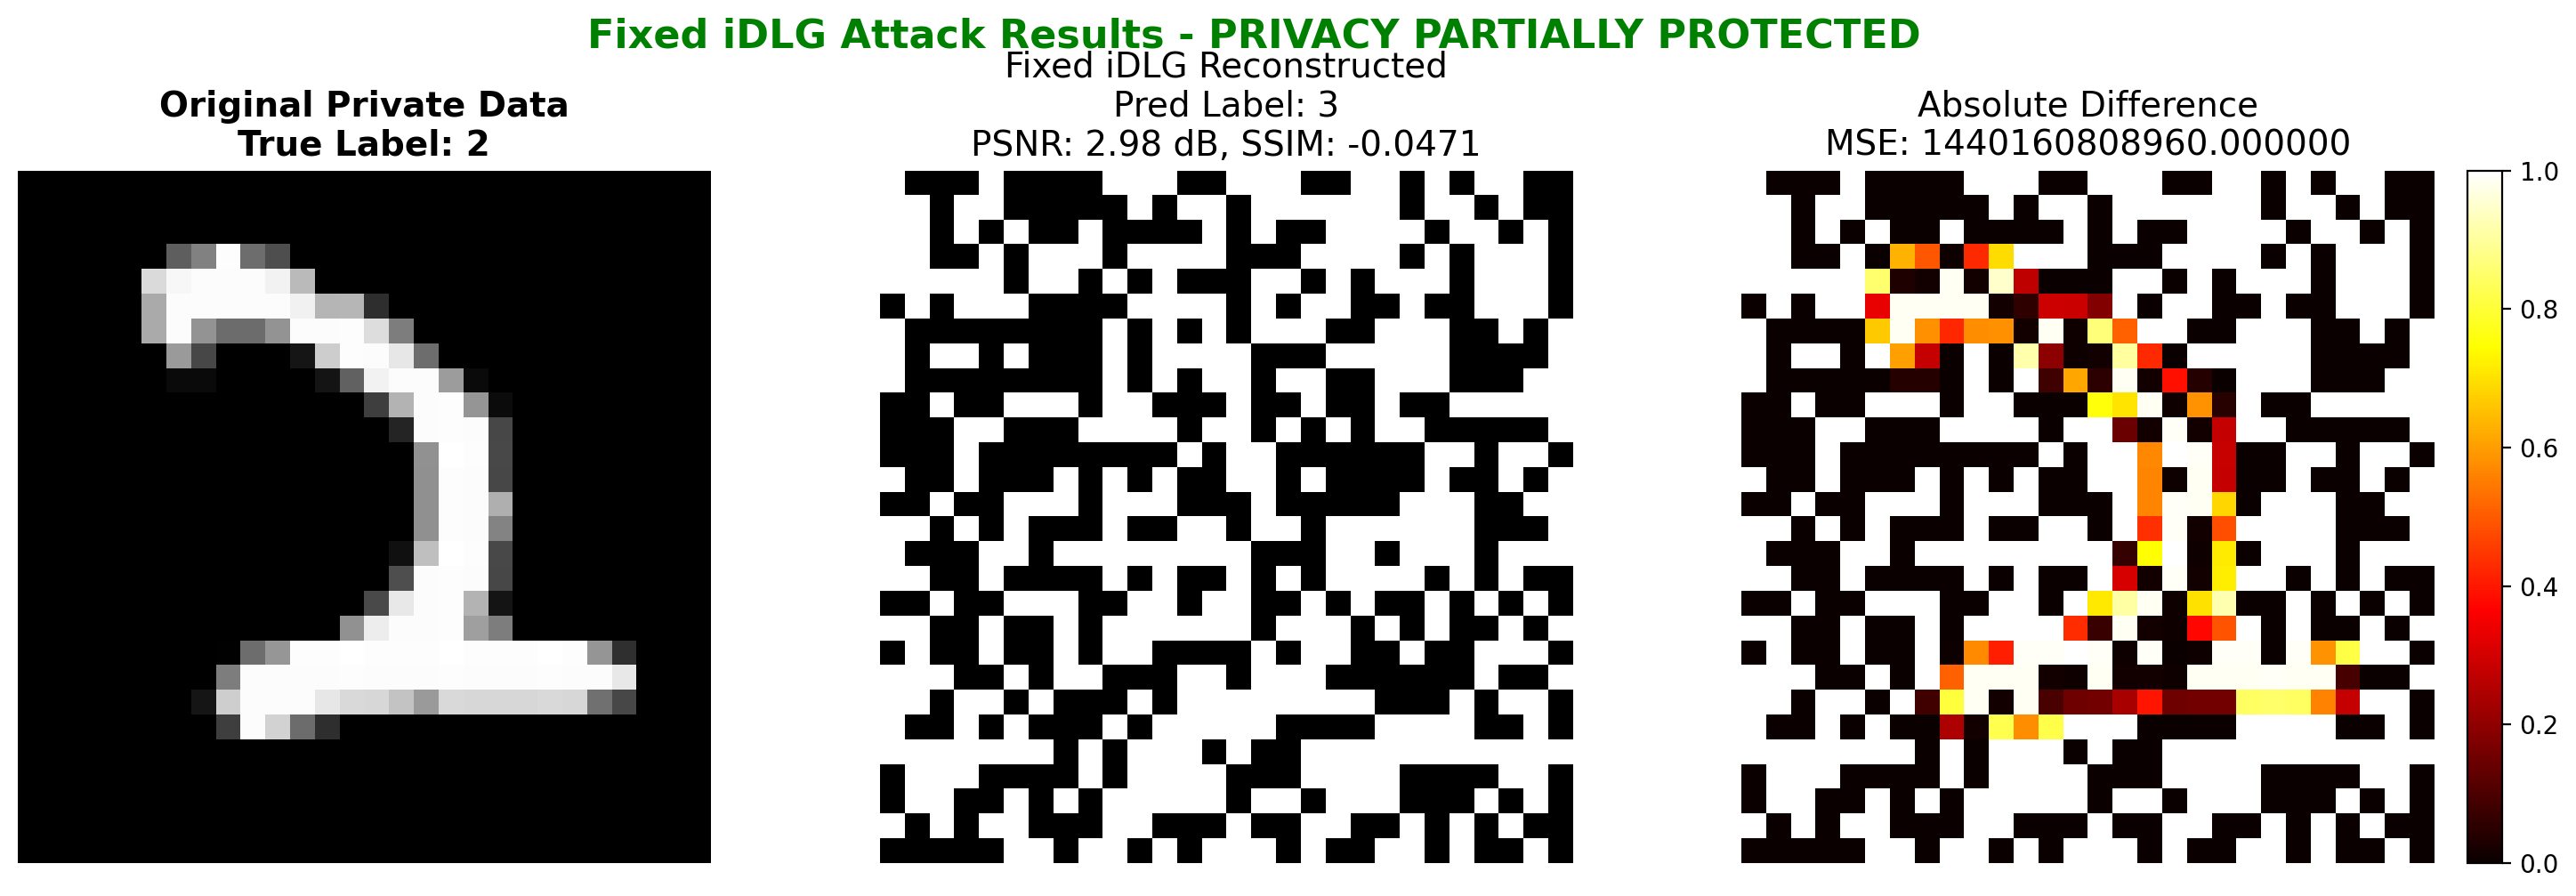 Fixed iDLG Attack Results - PRIVACY PARTIALLY PROTECTED
Original Private Data
True Label: 2
Fixed iDLG Reconstructed
Pred Label: 3
PSNR: 2.98 dB, SSIM: -0.0471
Absolute Difference
MSE: 1440160808960.000000
1.0
0.8
0.6
0.4
0.2
0.0